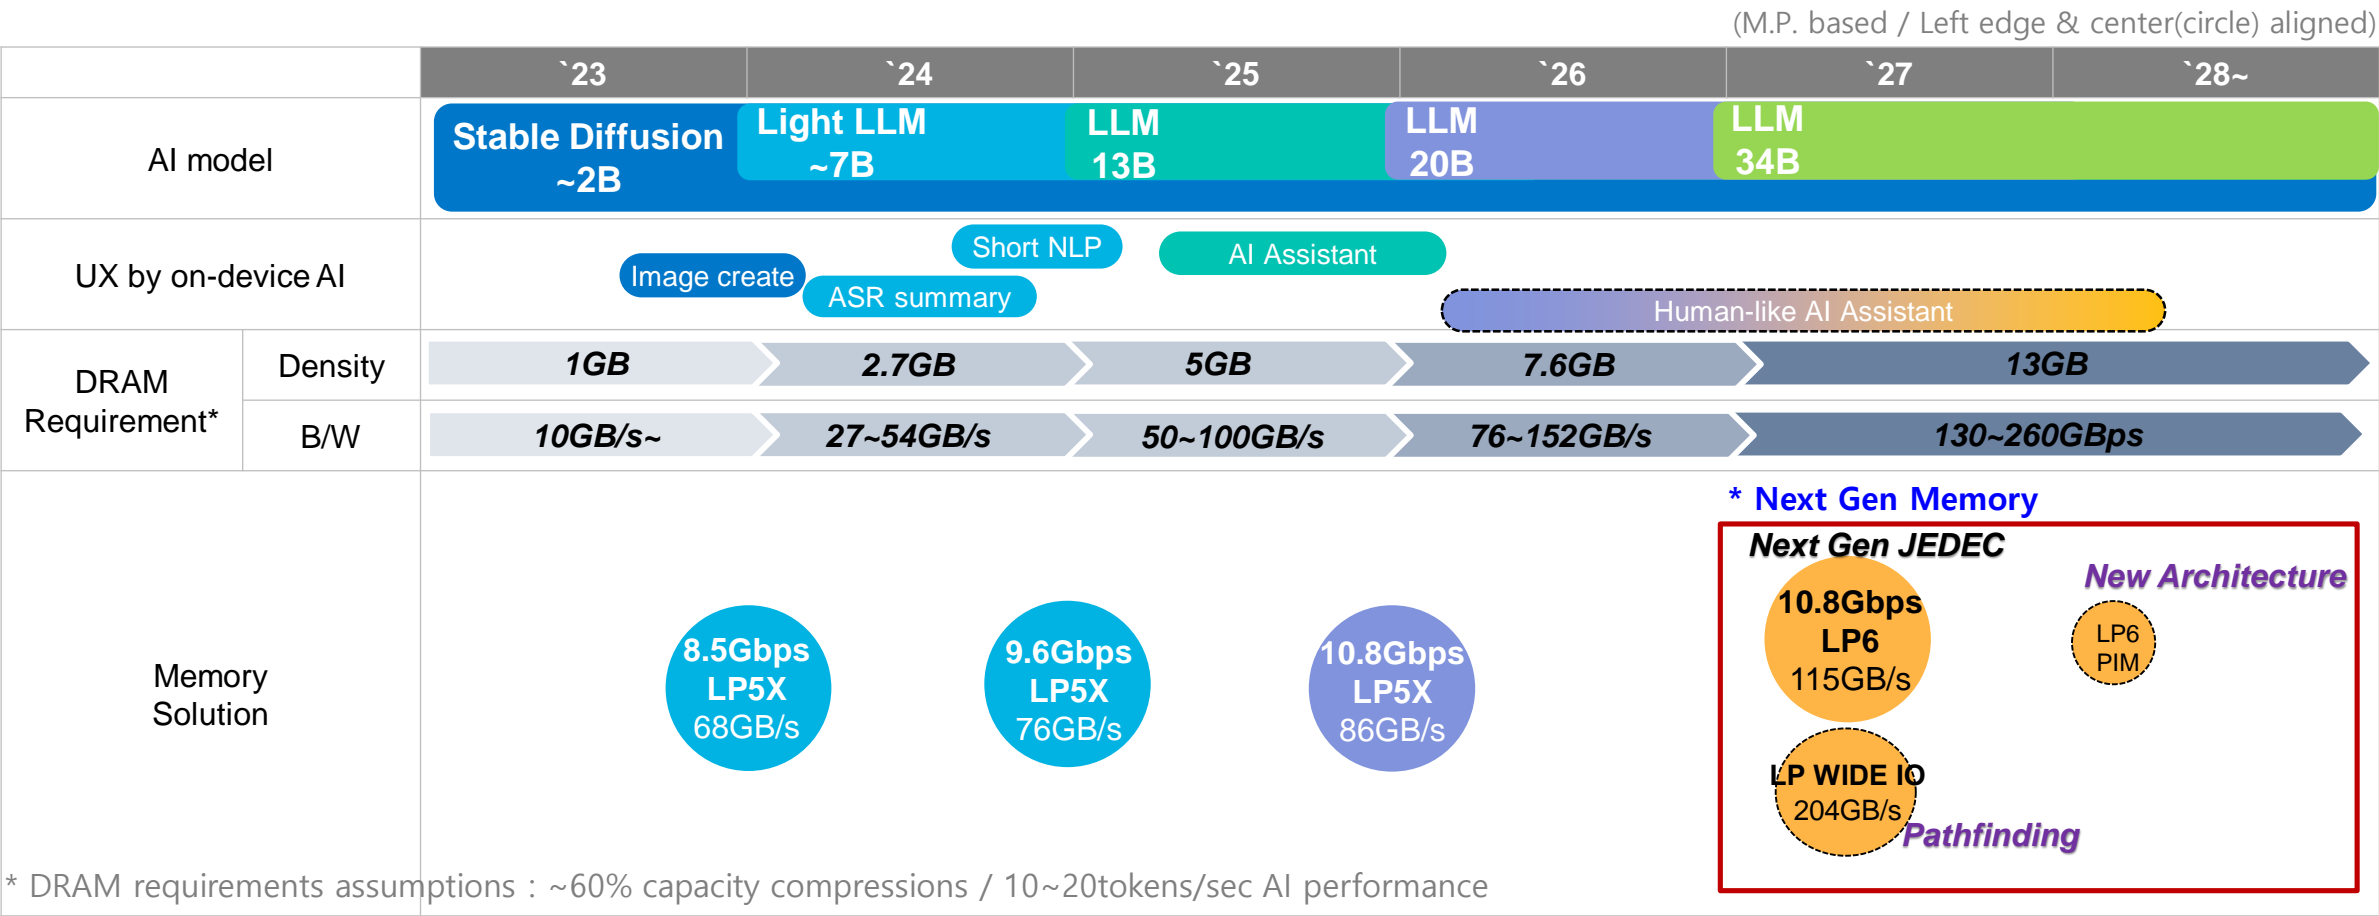 (M.P. based / Left edge & center(circle) aligned)
`23 `24 `25 `26 `27 `28~
AI model
Stable Diffusion
~2B
Light LLM
~7B
LLM
13B
LLM
20B
LLM
34B
UX by on-device AI
Image create
ASR summary
Short NLP
AI Assistant
Human-like AI Assistant
DRAM
Requirement*
Density
1GB 2.7GB 5GB 7.6GB 13GB
B/W
10GB/s~ 27~54GB/s 50~100GB/s 76~152GB/s 130~260GBps
Memory
Solution
8.5Gbps
LP5X
68GB/s
9.6Gbps
LP5X
76GB/s
10.8Gbps
LP5X
86GB/s
* Next Gen Memory
Next Gen JEDEC
10.8Gbps
LP6
115GB/s
New Architecture
LP6
PIM
LP WIDE IO
204GB/s
Pathfinding
* DRAM requirements assumptions : ~60% capacity compressions / 10~20tokens/sec AI performance